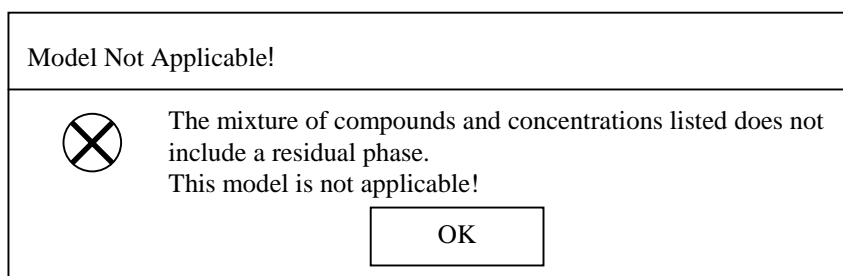 Model Not Applicable!
The mixture of compounds and concentrations listed does not
include a residual phase.
This model is not applicable!
OK